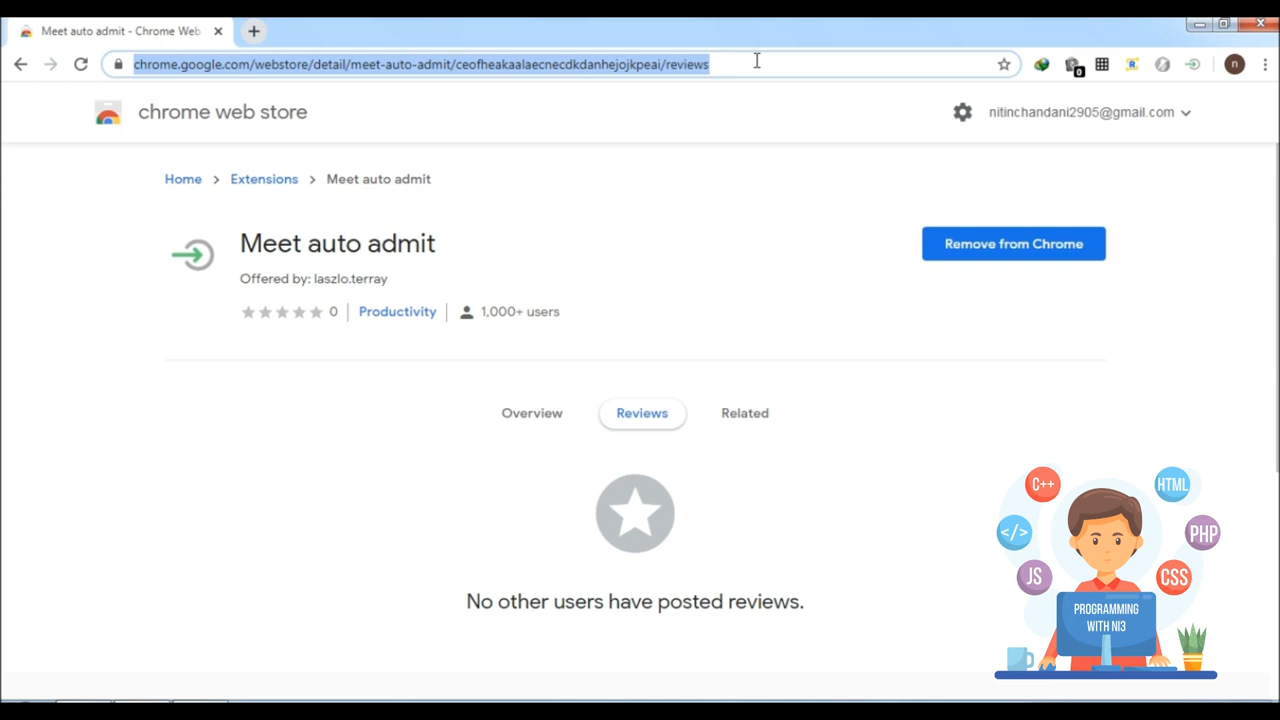 Meet auto admit - Chrome Web
chrome.google.com/webstore/detail/meet-auto-admit/ceofheakaalaecnecdkdanhejojkpeai/reviews
0
n
chrome web store
nitinchandani2905@gmail.com
Home > Extensions > Meet auto admit
Meet auto admit
Remove from Chrome
Offered by: laszlo.terray
0 | Productivity | 1,000+ users
Overview
Reviews
Related
No other users have posted reviews.
C++
HTML
</>
PHP
JS
CSS
PROGRAMMING
WITH NI3